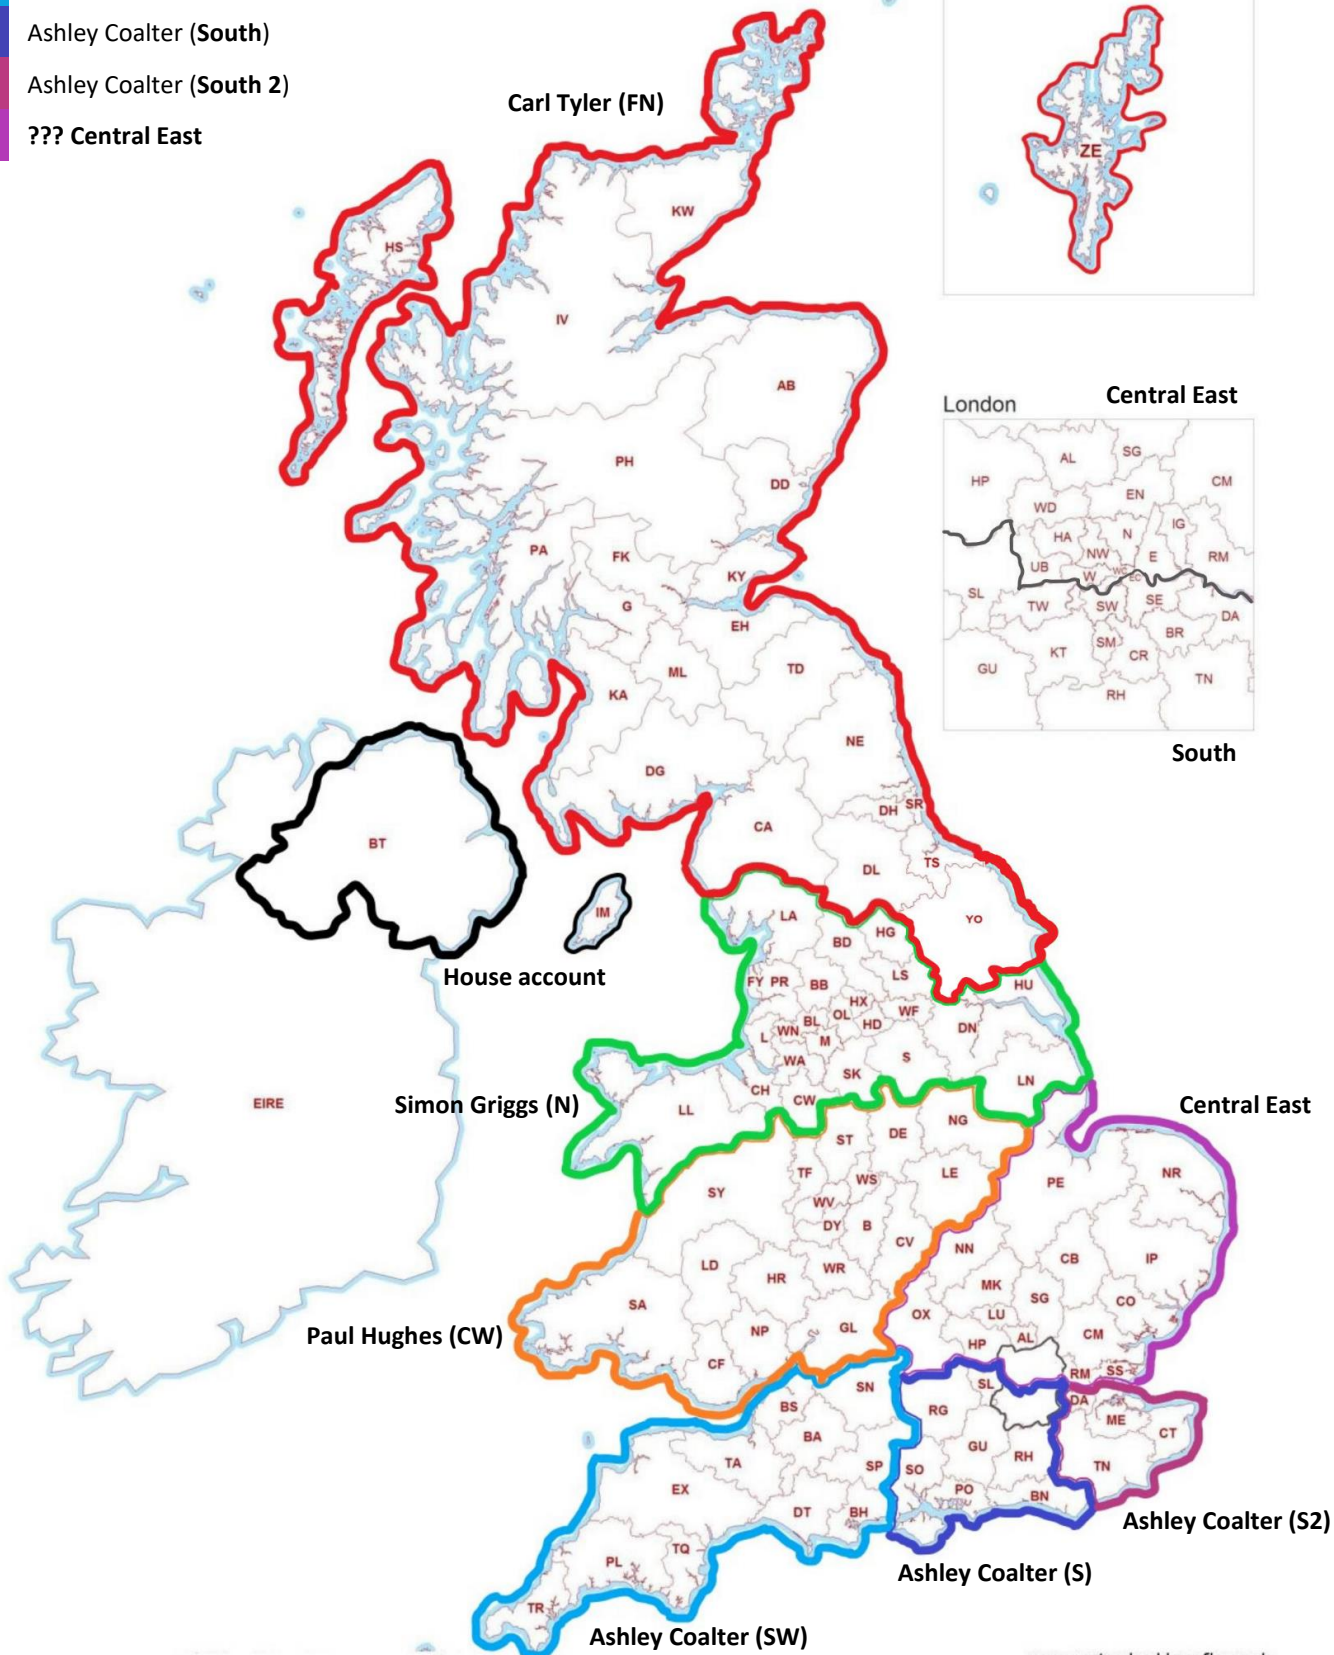 Ashley Coalter (South)
Ashley Coalter (South 2)
??? Central East
Carl Tyler (FN)
ZE
KW
HS
IV
AB
PH
DD
PA
FK
KY
G
EH
ML
TD
KA
NE
DG
DH
SR
CA
TS
DL
YO
London
Central East
AL
SG
HP
CM
EN
WD
IG
N
HA
NW
E
RM
UB
W
WC
EC
SL
TW
SW
SE
DA
BR
SM
KT
CR
GU
TN
RH
South
BT
IM
House account
LA
HG
BD
LS
FY
PR
BB
HU
HX
WF
OL
BL
HD
DN
WN
L
M
WA
S
SK
LN
CH
CW
LL
EIRE
Simon Griggs (N)
Central East
NG
DE
ST
LE
TF
WS
NR
PE
SY
WV
DY
B
CV
NN
CB
IP
LD
HR
WR
MK
SG
CO
SA
OX
LU
GL
NP
CM
AL
HP
CF
Paul Hughes (CW)
RM
SS
SL
SN
DA
BS
RG
ME
CT
BA
GU
RH
TA
SP
SO
TN
EX
PO
BN
DT
BH
Ashley Coalter (S2)
TQ
PL
Ashley Coalter (S)
TR
Ashley Coalter (SW)